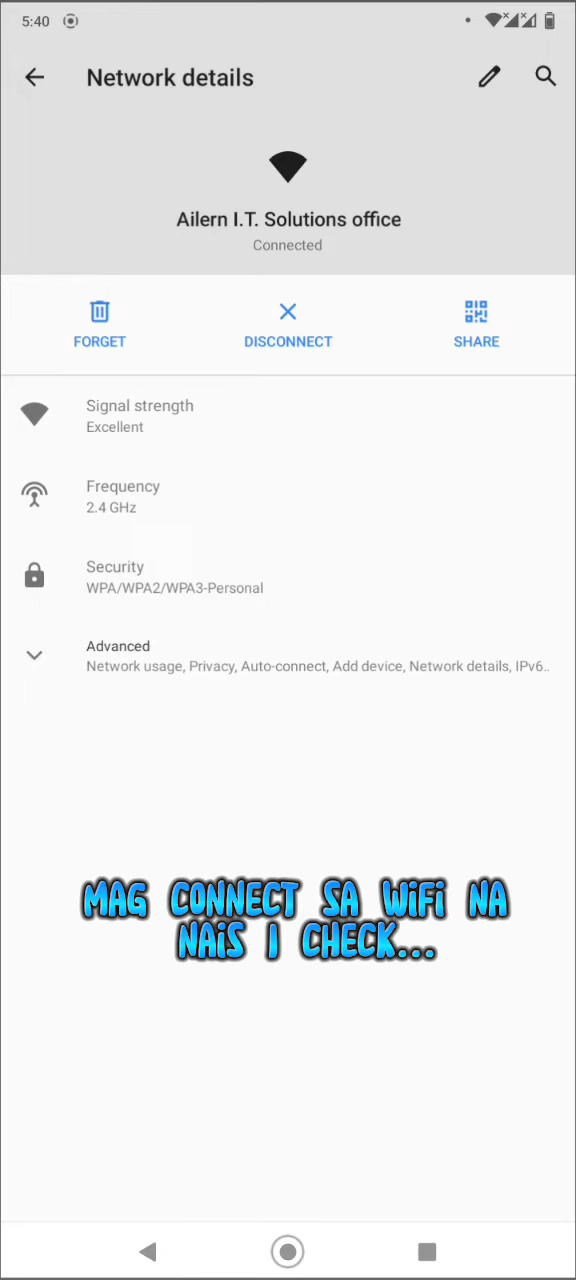 5:40
Network details
Ailern I.T. Solutions office
Connected
FORGET
DISCONNECT
SHARE
Signal strength
Excellent
Frequency
2.4 GHz
Security
WPA/WPA2/WPA3-Personal
Advanced
Network usage, Privacy, Auto-connect, Add device, Network details, IPv6..
MAG CONNECT SA WiFi NA
NAiS I CHECK...